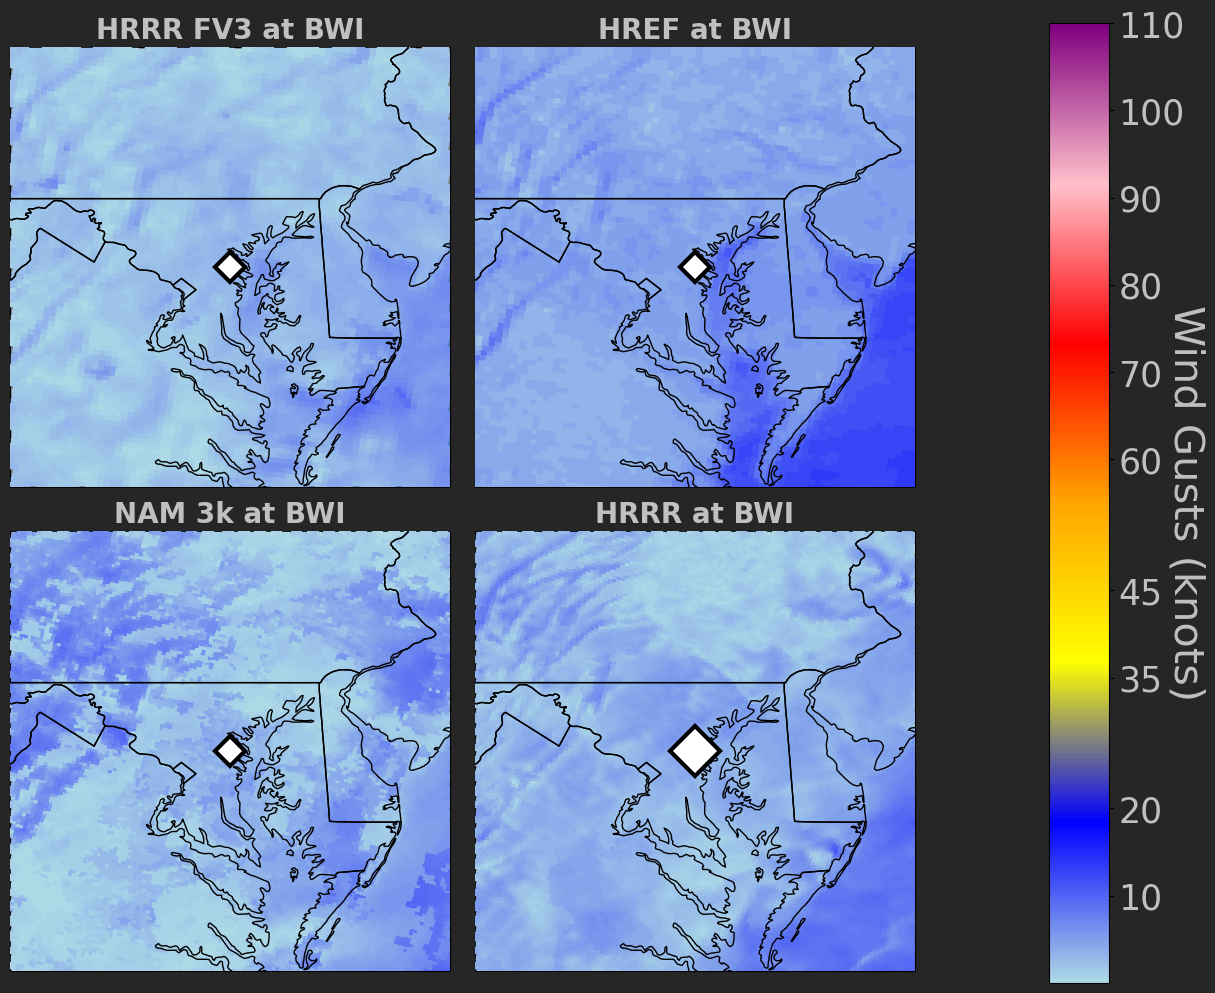 HRRR FV3 at BWI
HREF at BWI
NAM 3k at BWI
HRRR at BWI
110
100
90
80
70
60
45
35
20
10
Wind Gusts (knots)